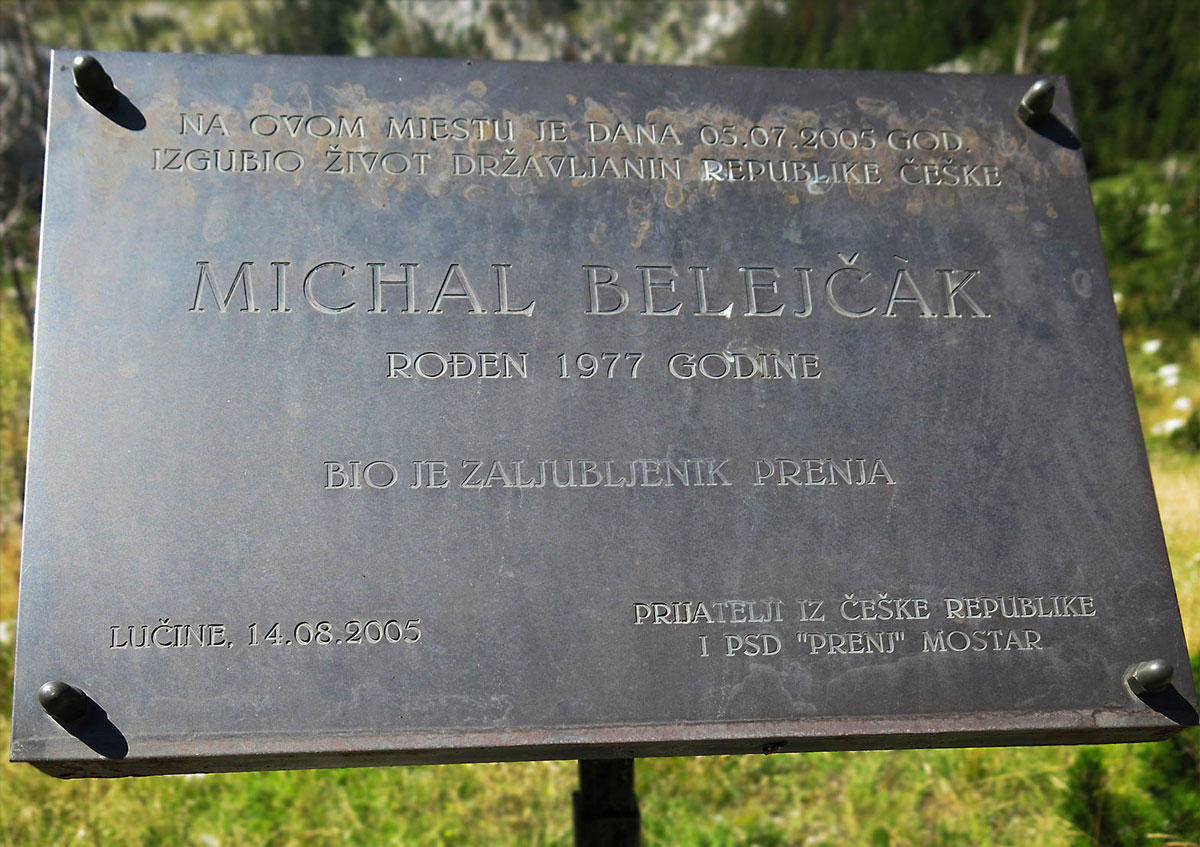 NA OVOM MJESTU JE DANA 05.07.2005 GOD.
IZGUBIO ŽIVOT DRŽAVLJANIN REPUBLIKE ČEŠKE
MICHAL BELEJČÀK
ROĐEN 1977 GODINE
BIO JE ZALJUBLJENIK PRENJA
LUČINE, 14.08.2005
PRIJATELJI IZ ČEŠKE REPUBLIKE
I PSD "PRENJ" MOSTAR